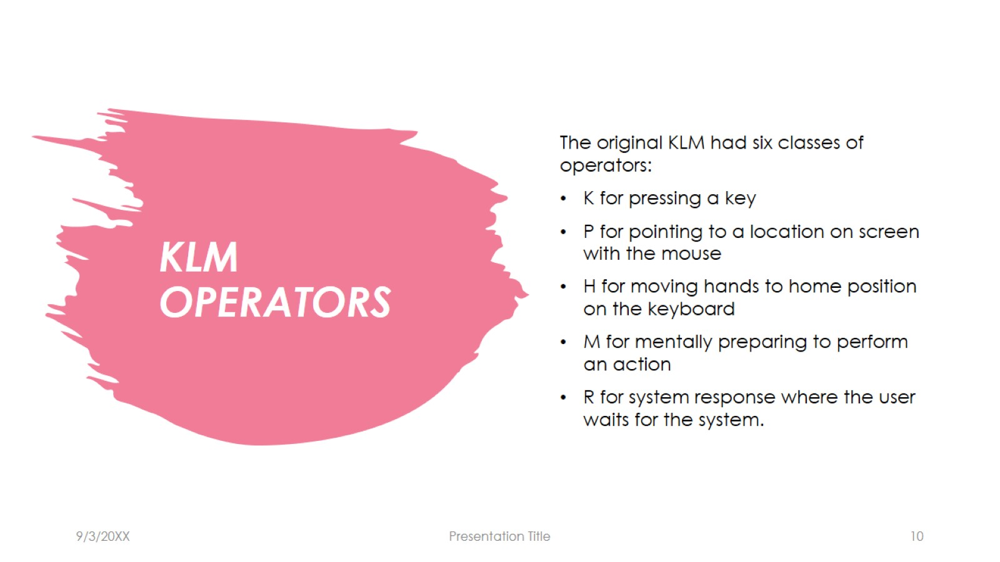 KLM
OPERATORS
The original KLM had six classes of
operators:
• K for pressing a key
• P for pointing to a location on screen
with the mouse
• H for moving hands to home position
on the keyboard
• M for mentally preparing to perform
an action
• R for system response where the user
waits for the system.
9/3/20XX
Presentation Title
10